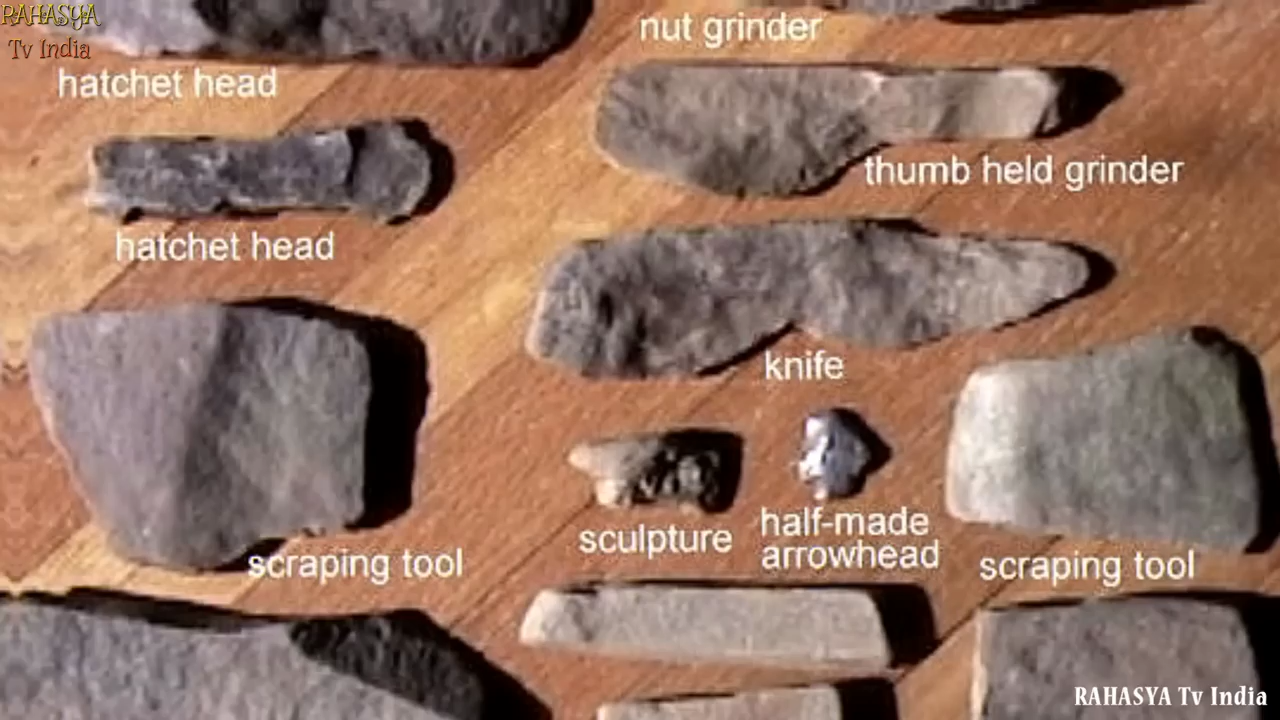 RAHASYA
Tv India
nut grinder
hatchet head
thumb held grinder
hatchet head
knife
sculpture
half-made
arrowhead
scraping tool
scraping tool
RAHASYA Tv India